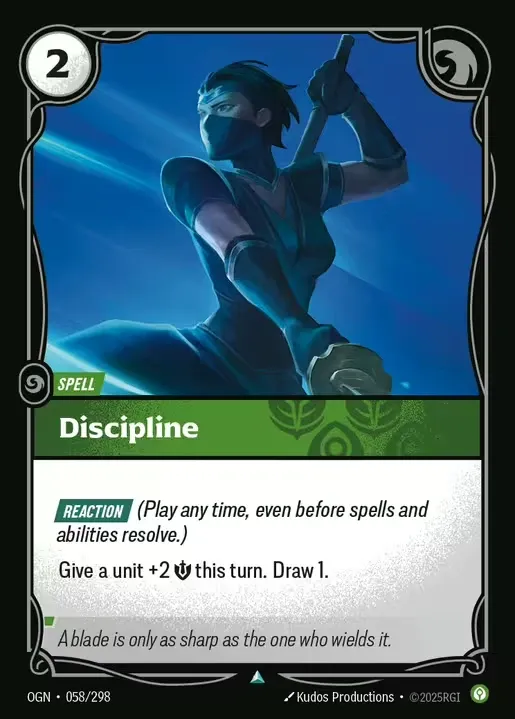 2
SPELL
Discipline
REACTION (Play any time, even before spells and
abilities resolve.)
Give a unit +2 this turn. Draw 1.
A blade is only as sharp as the one who wields it.
OGN • 058/298 Kudos Productions • ©2025RGI